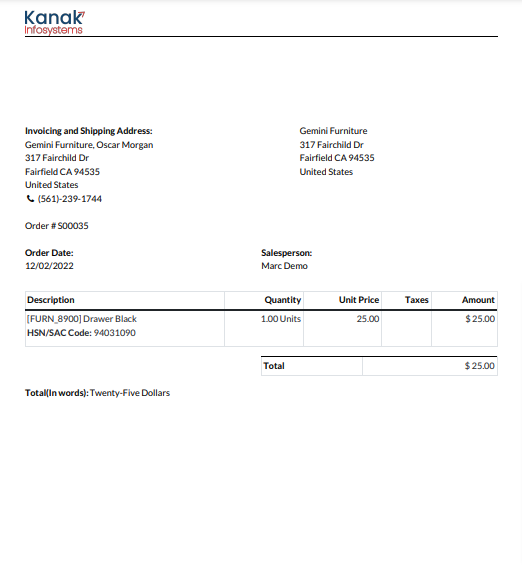 Kanak
Infosystems
Invoicing and Shipping Address:
Gemini Furniture, Oscar Morgan
317 Fairchild Dr
Fairfield CA 94535
United States
(561)-239-1744
Gemini Furniture
317 Fairchild Dr
Fairfield CA 94535
United States
Order # S00035
Order Date:
12/02/2022
Salesperson:
Marc Demo
Description Quantity Unit Price Taxes Amount
[FURN_8900] Drawer Black 1.00 Units 25.00 $ 25.00
HSN/SAC Code: 94031090
Total $ 25.00
Total(In words): Twenty-Five Dollars